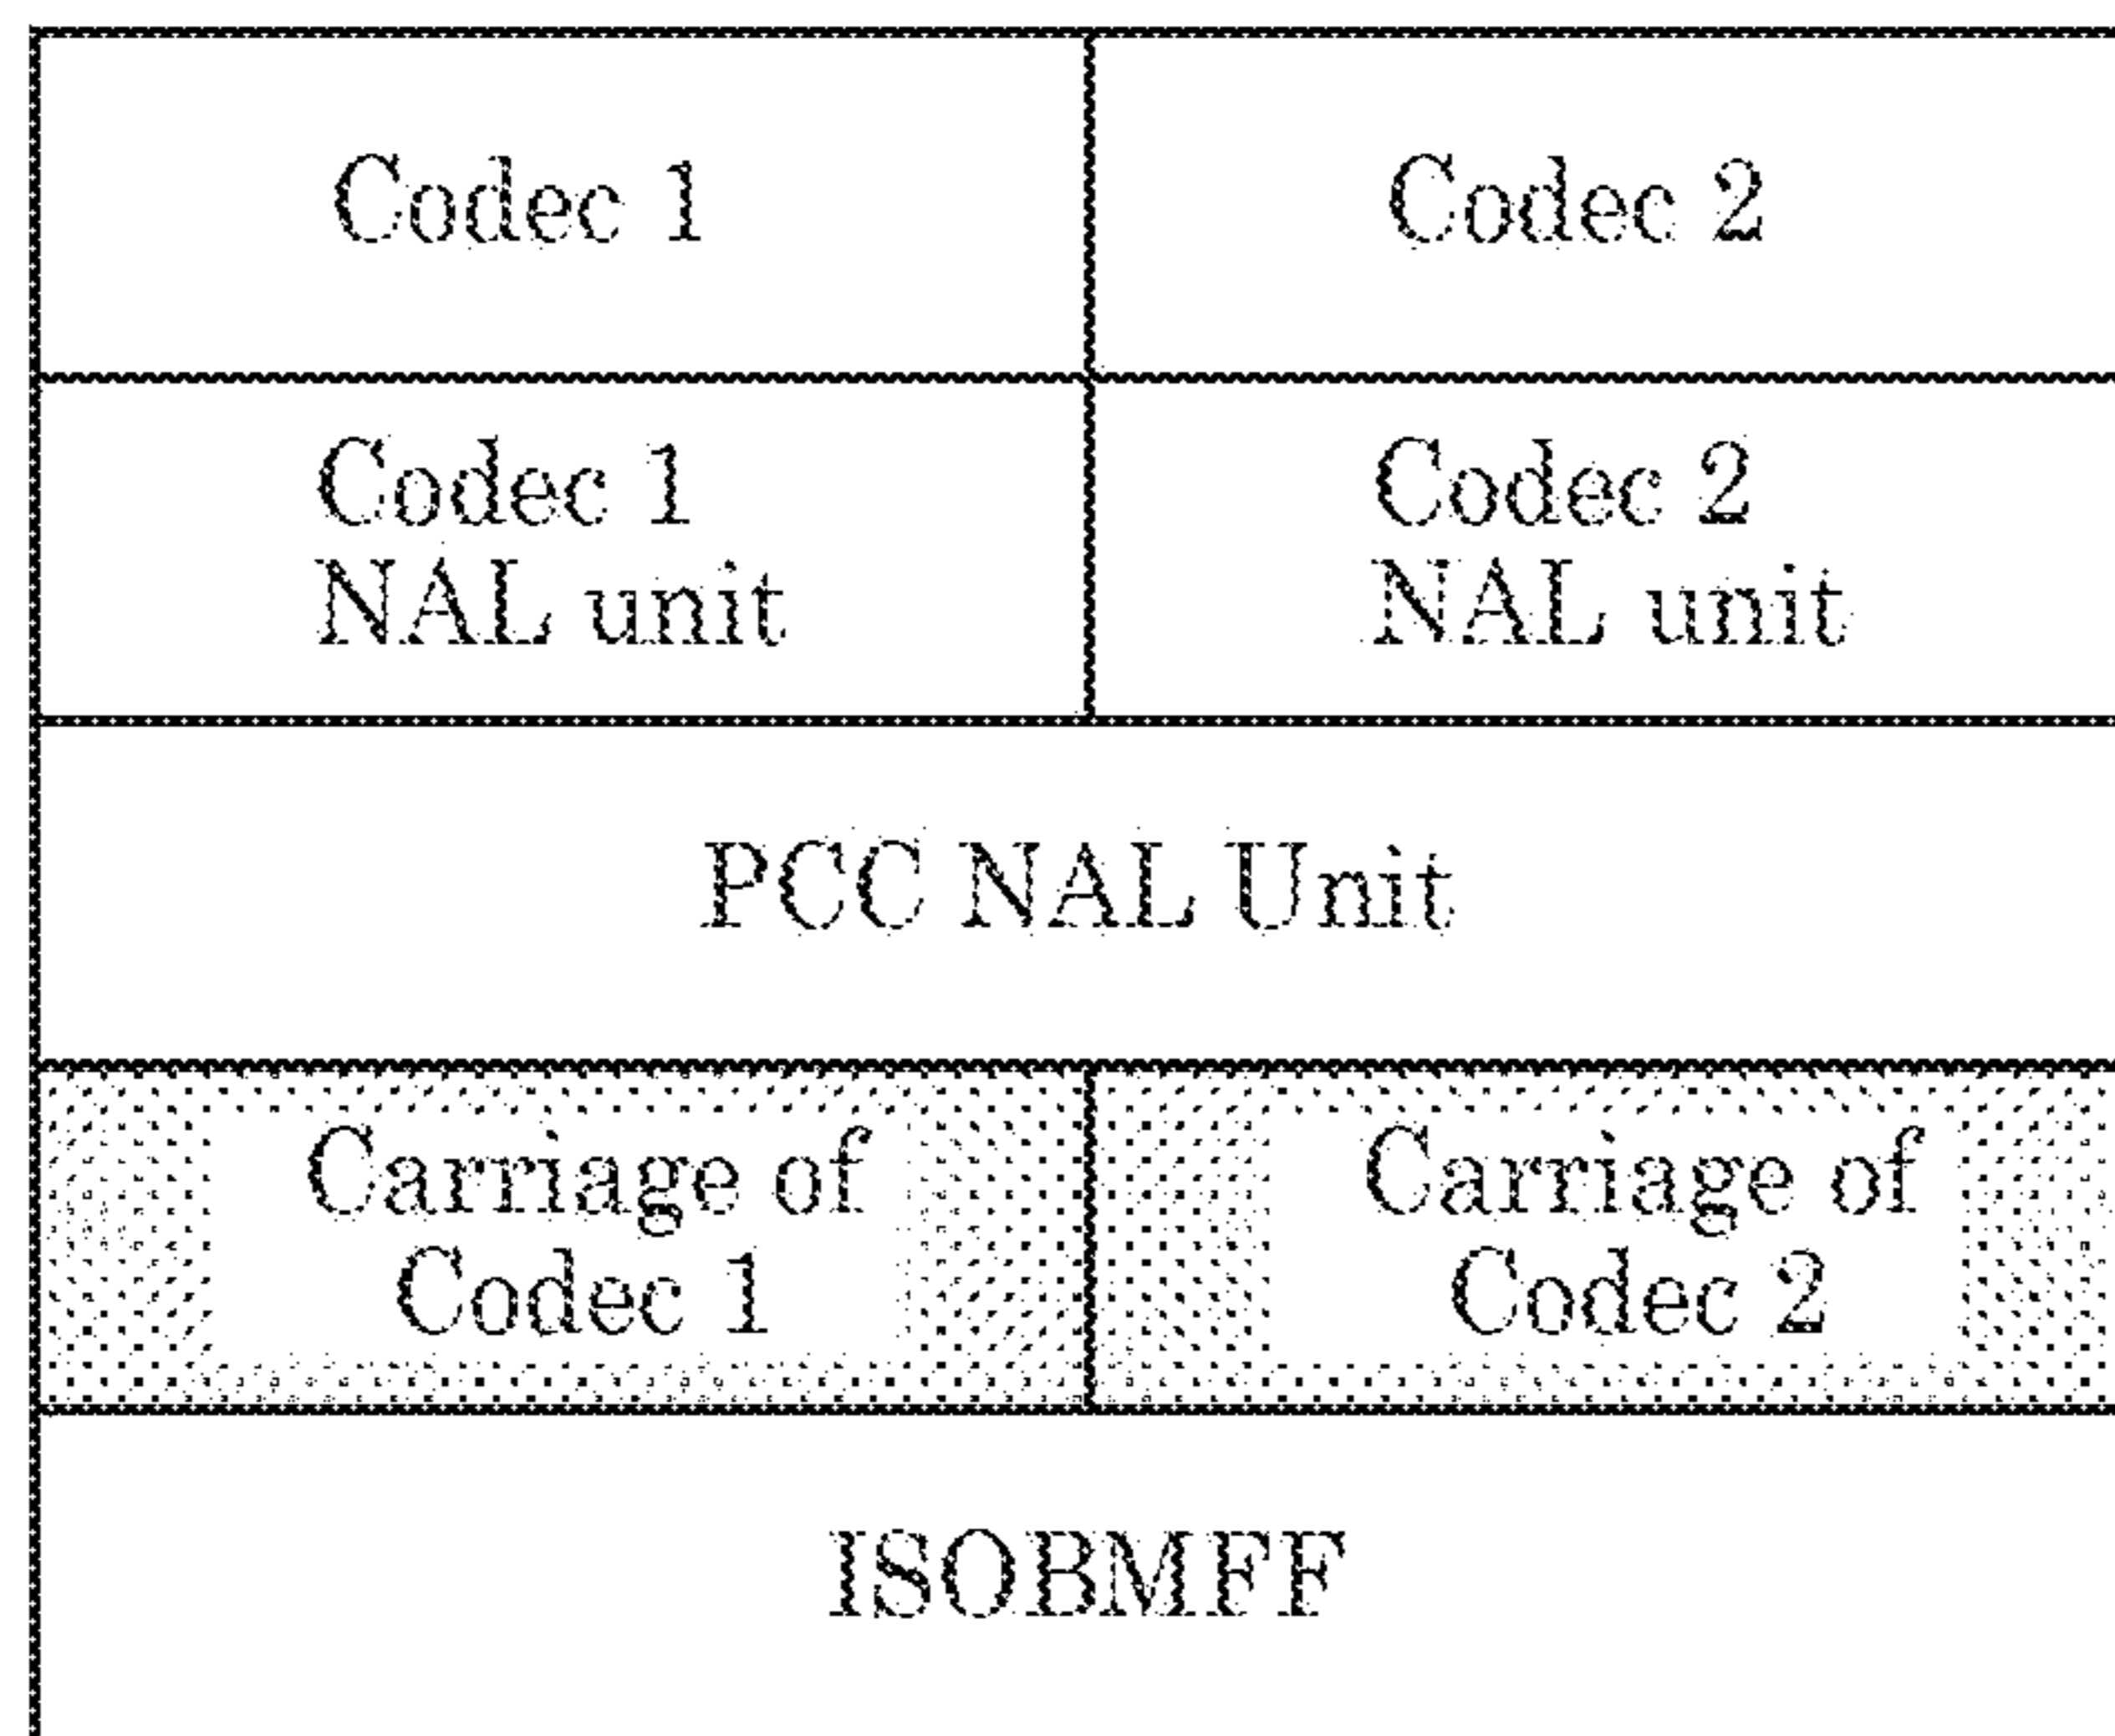 Codec 1
Codec 2
Codec 1
NAL unit
Codec 2
NAL unit
PCC NAL Unit
Carriage of
Codec 1
Carriage of
Codec 2
ISOBMFF